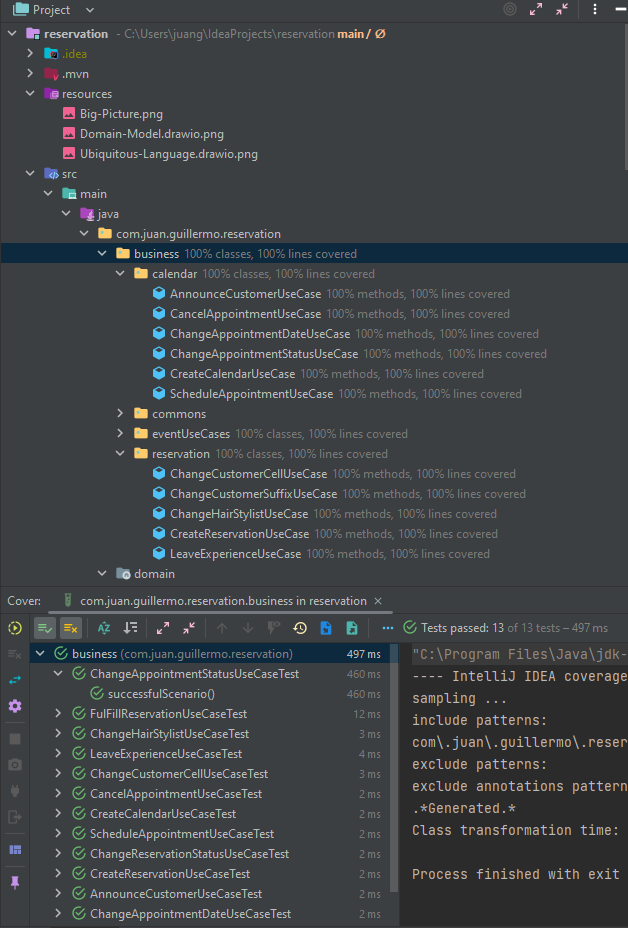 Project
reservation - C:\Users\juang\IdeaProjects\reservation main / Ø
.idea
.mvn
resources
Big-Picture.png
Domain-Model.drawio.png
Ubiquitous-Language.drawio.png
src
main
java
com.juan.guillermo.reservation
business 100% classes, 100% lines covered
calendar 100% classes, 100% lines covered
AnnounceCustomerUseCase 100% methods, 100% lines covered
CancelAppointmentUseCase 100% methods, 100% lines covered
ChangeAppointmentDateUseCase 100% methods, 100% lines covered
ChangeAppointmentStatusUseCase 100% methods, 100% lines covered
CreateCalendarUseCase 100% methods, 100% lines covered
ScheduleAppointmentUseCase 100% methods, 100% lines covered
commons
eventUseCases 100% classes, 100% lines covered
reservation 100% classes, 100% lines covered
ChangeCustomerCellUseCase 100% methods, 100% lines covered
ChangeCustomerSuffixUseCase 100% methods, 100% lines covered
ChangeHairStylistUseCase 100% methods, 100% lines covered
CreateReservationUseCase 100% methods, 100% lines covered
LeaveExperienceUseCase 100% methods, 100% lines covered
domain
Cover: com.juan.guillermo.reservation.business in reservation
Tests passed: 13 of 13 tests – 497 ms
business (com.juan.guillermo.reservation) 497 ms
ChangeAppointmentStatusUseCaseTest 460 ms
successfulScenario() 460 ms
FulFillReservationUseCaseTest 12 ms
ChangeHairStylistUseCaseTest 3 ms
LeaveExperienceUseCaseTest 4 ms
ChangeCustomerCellUseCaseTest 3 ms
CancelAppointmentUseCaseTest 2 ms
CreateCalendarUseCaseTest 2 ms
ScheduleAppointmentUseCaseTest 2 ms
ChangeReservationStatusUseCaseTest 2 ms
CreateReservationUseCaseTest 2 ms
AnnounceCustomerUseCaseTest 2 ms
ChangeAppointmentDateUseCaseTest 2 ms
"C:\Program Files\Java\jdk-
---- IntelliJ IDEA coverage
sampling ...
include patterns:
com\.juan\.guillermo\.reser
exclude patterns:
exclude annotations pattern
.*Generated.*
Class transformation time:
Process finished with exit